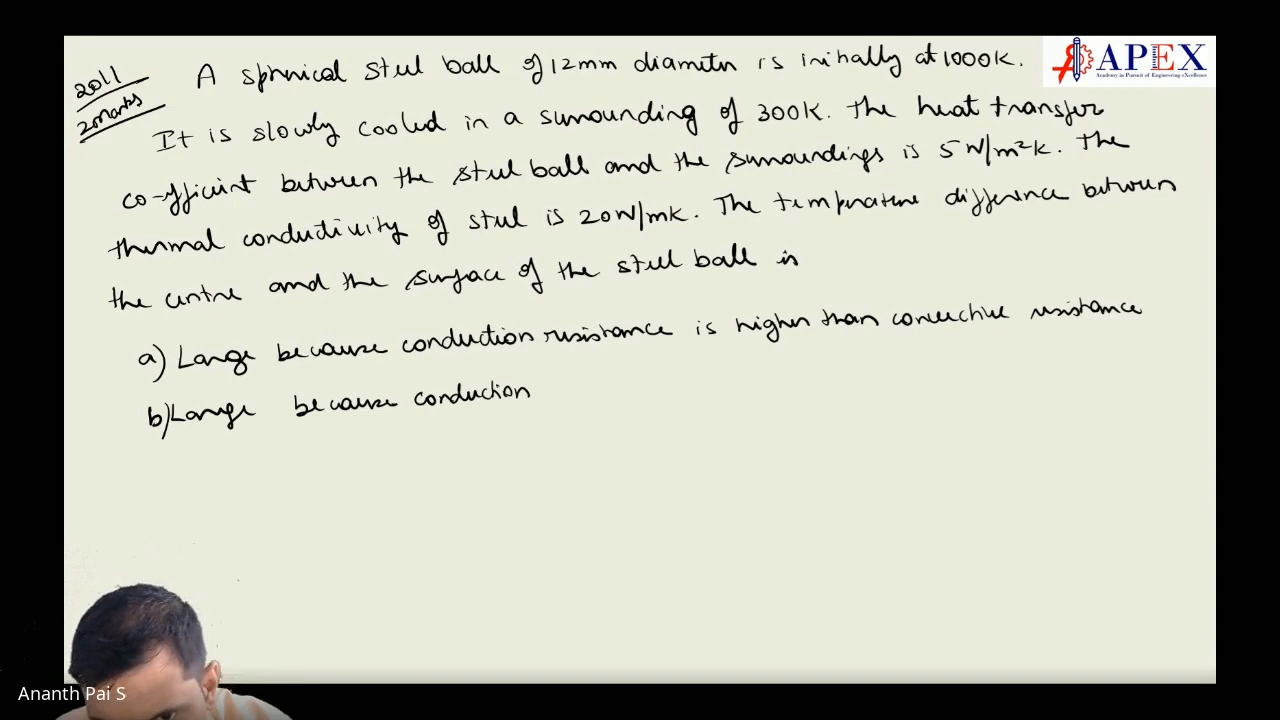 2011
2 Marks
A spherical steel ball of 12mm diameter is initially at 1000K.
APEX
Academy in Pursuit of Engineering eXcellence
It is slowly cooled in a surrounding of 300K. The heat transfer
co-efficient between the steel ball and the surroundings is 5W/m²K. The
thermal conductivity of steel is 20W/mK. The temperature difference between
the centre and the surface of the steel ball is
a) Large because conduction resistance is higher than convective resistance
b) Large because conduction
Ananth Pai S